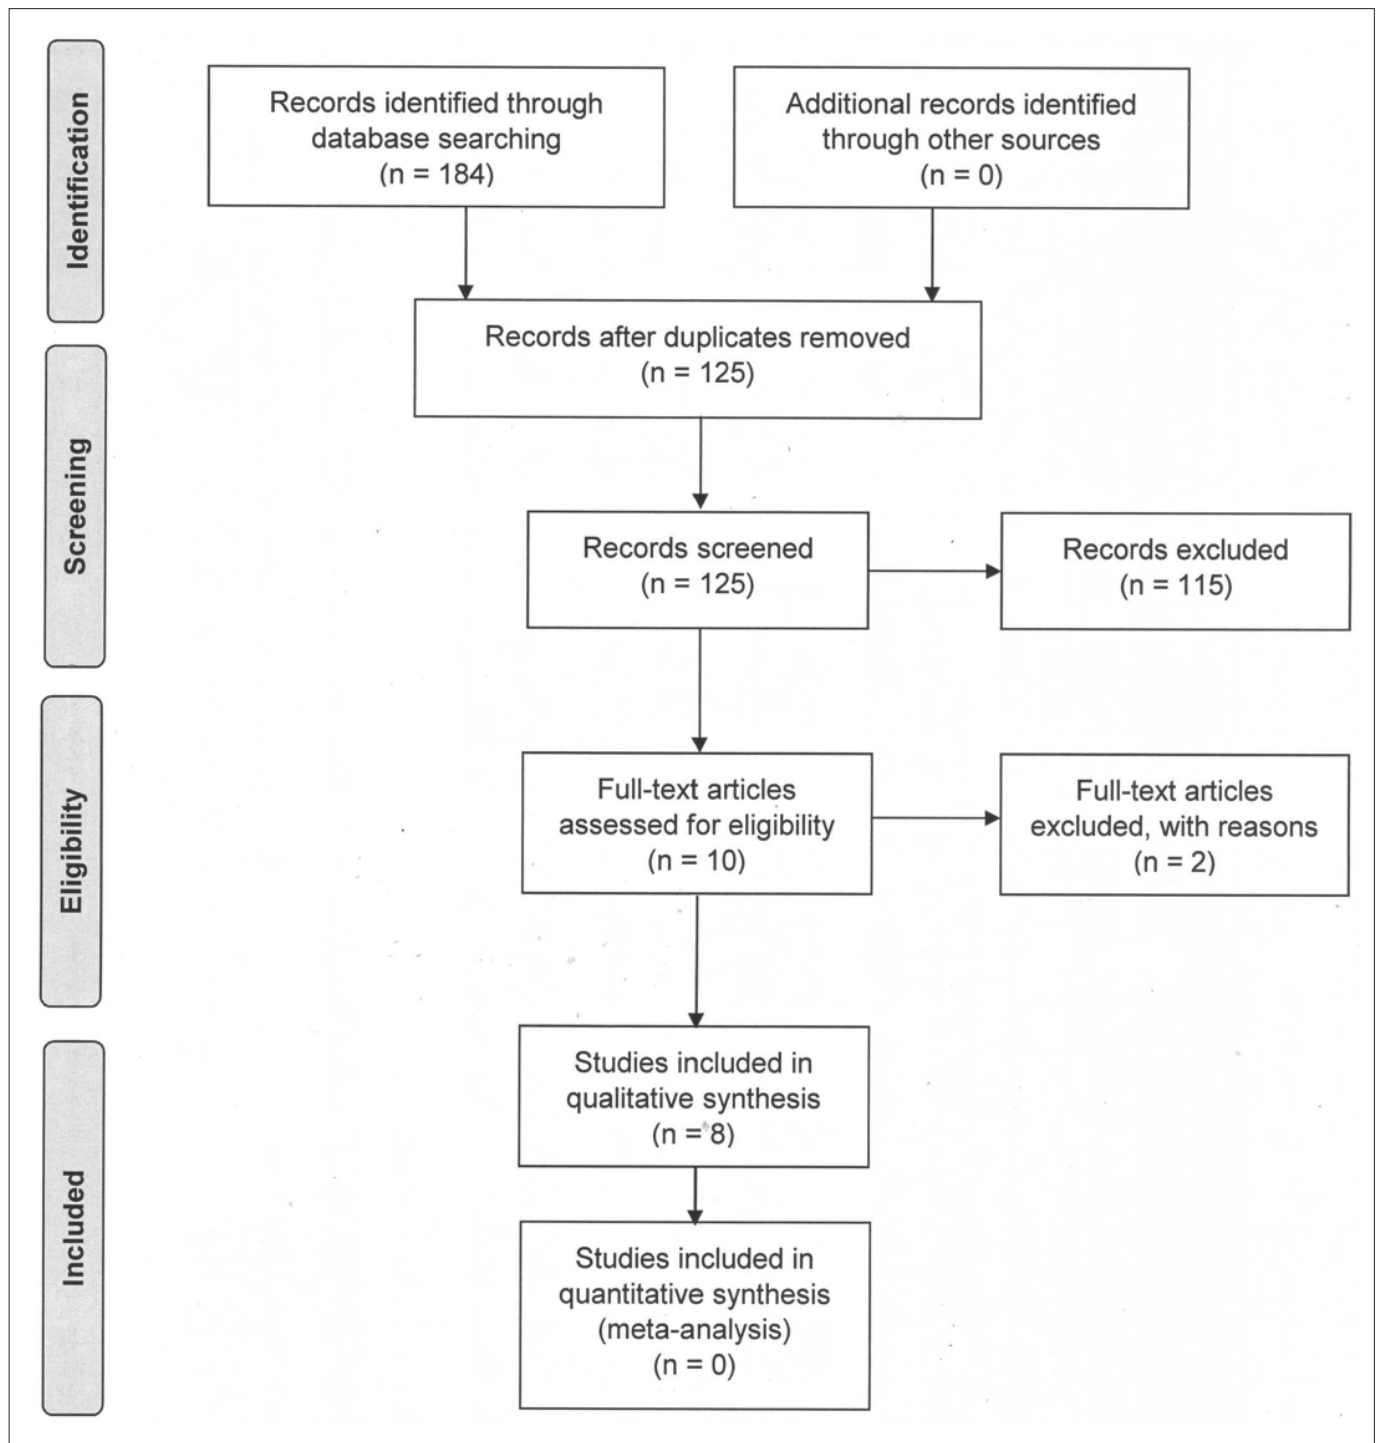 Identification
Records identified through
database searching
(n = 184)
Additional records identified
through other sources
(n = 0)
Records after duplicates removed
(n = 125)
Screening
Records screened
(n = 125)
Records excluded
(n = 115)
Eligibility
Full-text articles
assessed for eligibility
(n = 10)
Full-text articles
excluded, with reasons
(n = 2)
Included
Studies included in
qualitative synthesis
(n = 8)
Studies included in
quantitative synthesis
(meta-analysis)
(n = 0)